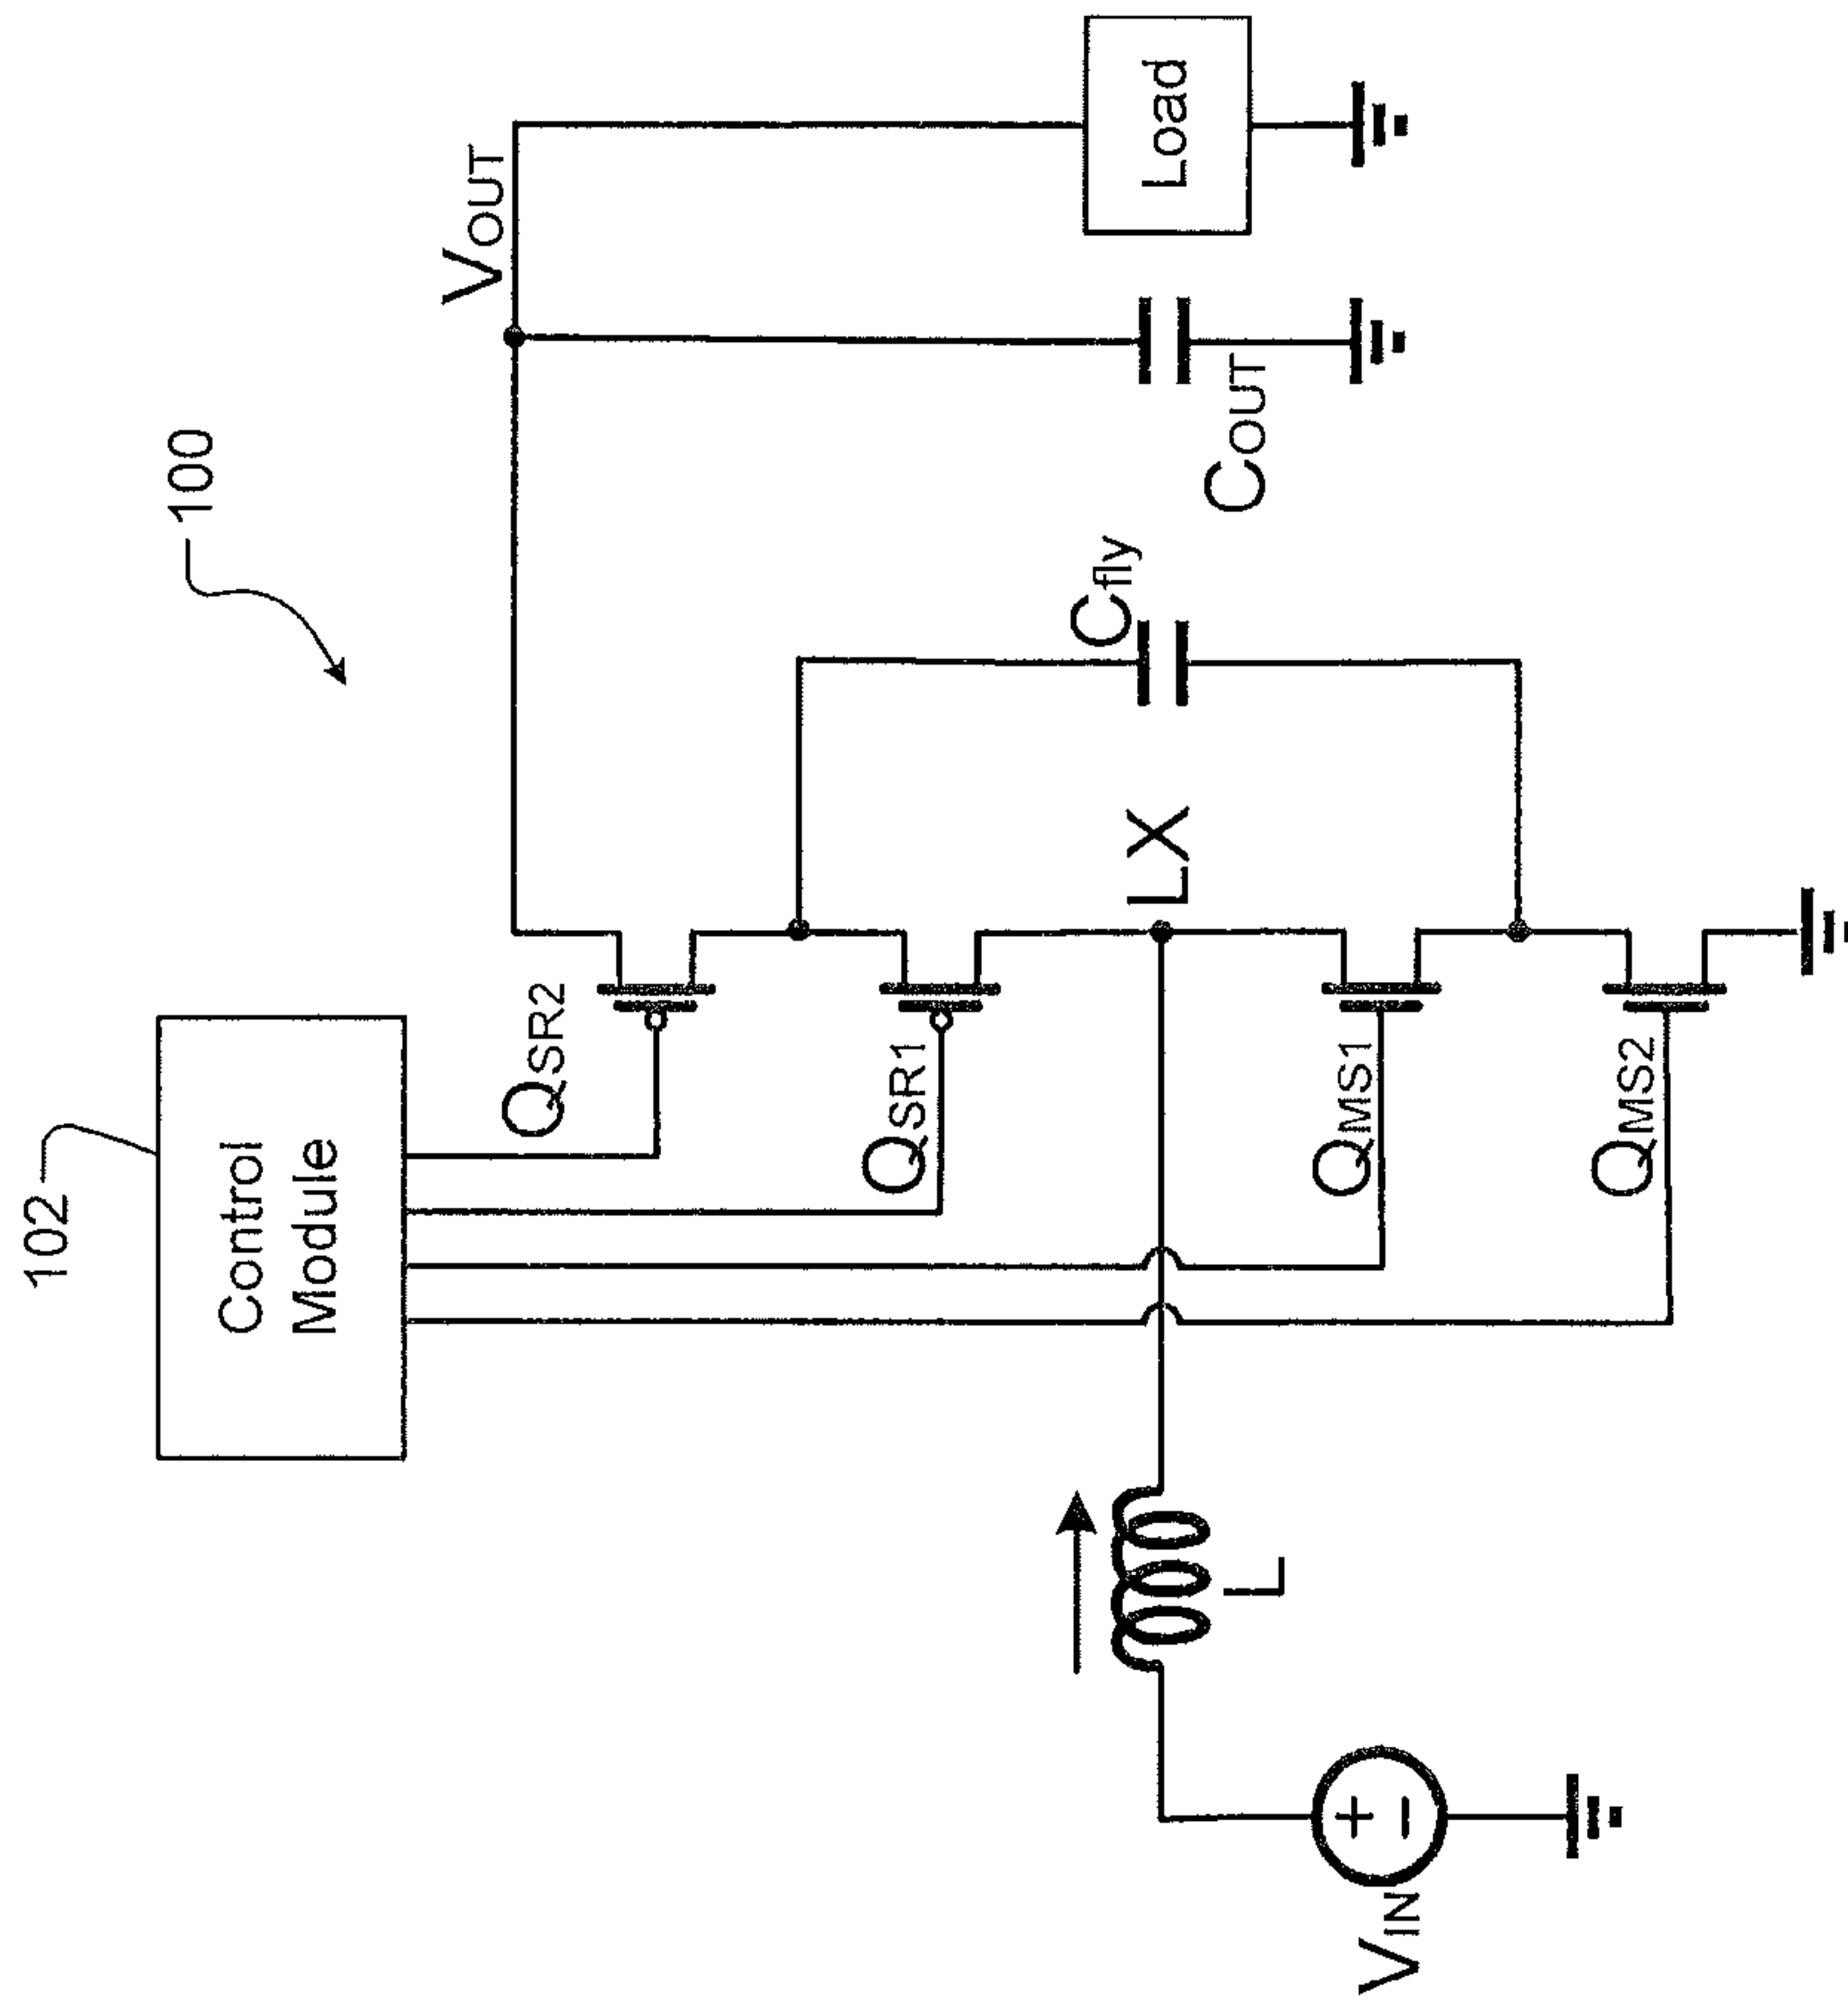 102
Control
Module
100
VOUT
QSR2
QSR1
QMS1
QMS2
LX
Cfly
COUT
Load
L
VIN
+
−